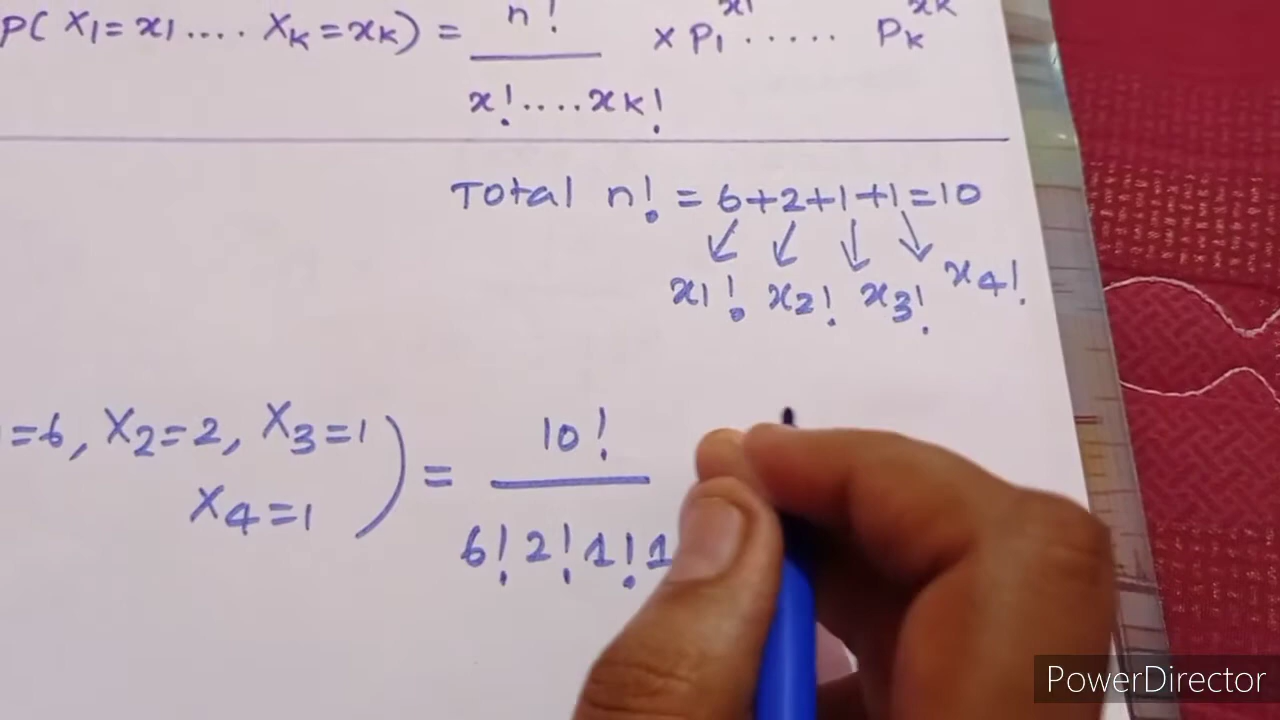 P( X1 = x1 .... Xk = xk) = n! / x!....xk! × P1^x1 ..... Pk^xk
Total n! = 6+2+1+1=10
x1! x2! x3! x4!
=6, X2=2, X3=1
X4=1 ) = 10! / 6! 2! 1! 1
PowerDirector